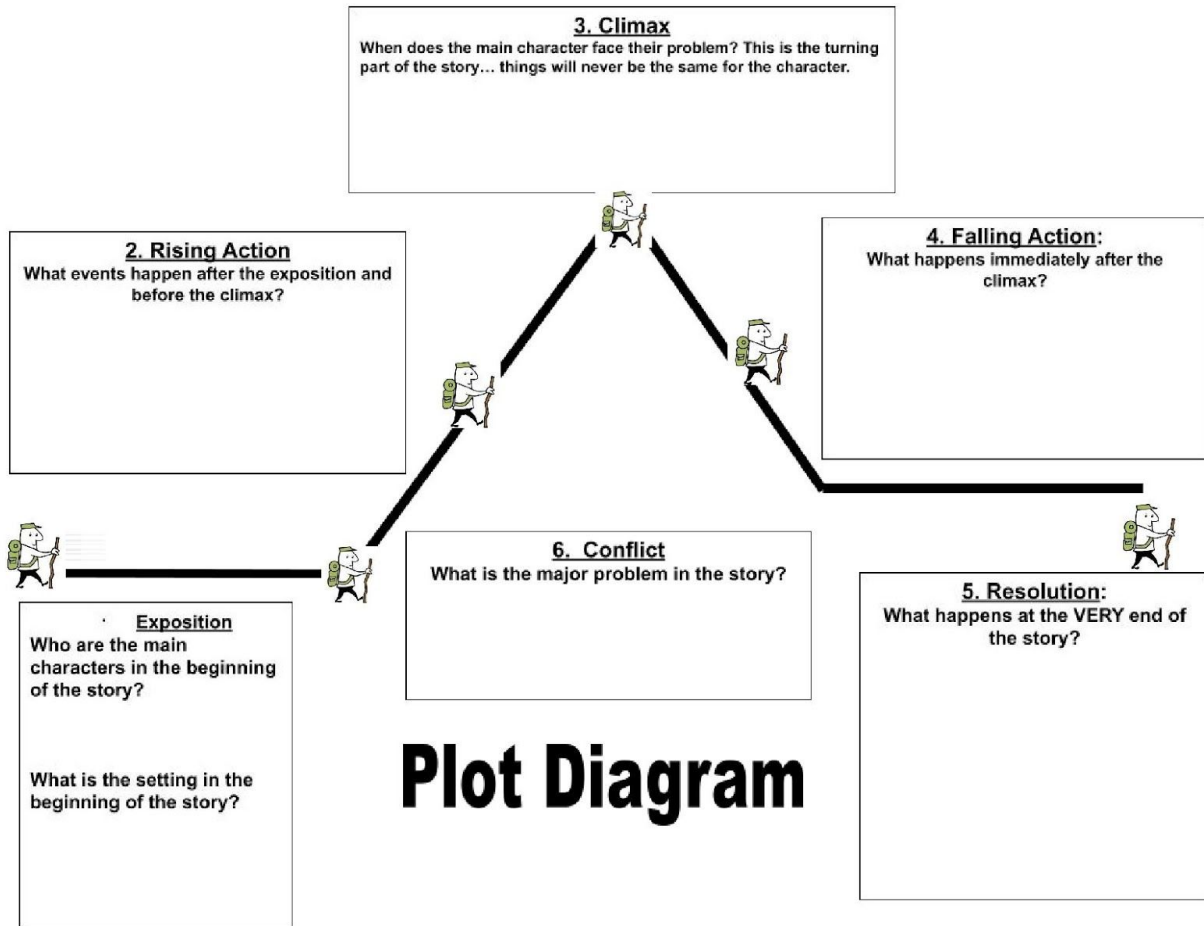 3. Climax
When does the main character face their problem? This is the turning
part of the story… things will never be the same for the character.
2. Rising Action
What events happen after the exposition and
before the climax?
4. Falling Action:
What happens immediately after the
climax?
6. Conflict
What is the major problem in the story?
5. Resolution:
What happens at the VERY end of
the story?
Exposition
Who are the main
characters in the beginning
of the story?
What is the setting in the
beginning of the story?
Plot Diagram